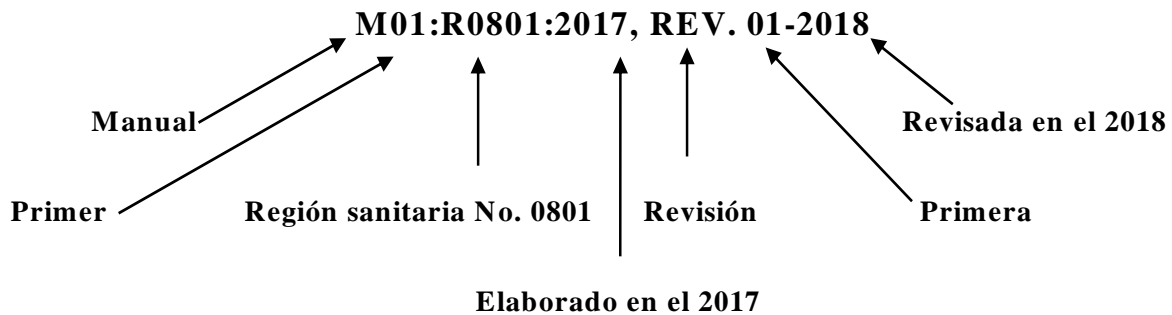 M01:R0801:2017, REV. 01-2018
Manual
Revisada en el 2018
Primer
Región sanitaria No. 0801
Revisión
Primera
Elaborado en el 2017